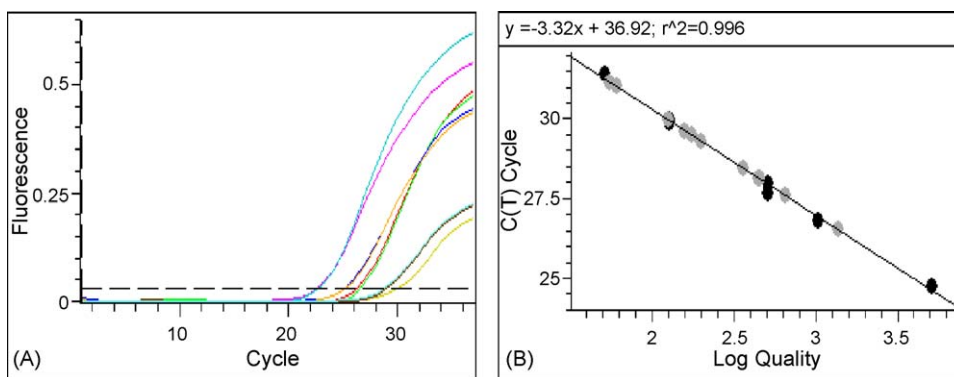 0.5
0.25
0
Fluorescence
10
20
30
(A)
Cycle
y =-3.32x + 36.92; r^2=0.996
30
27.5
25
C(T) Cycle
2
2.5
3
3.5
(B)
Log Quality